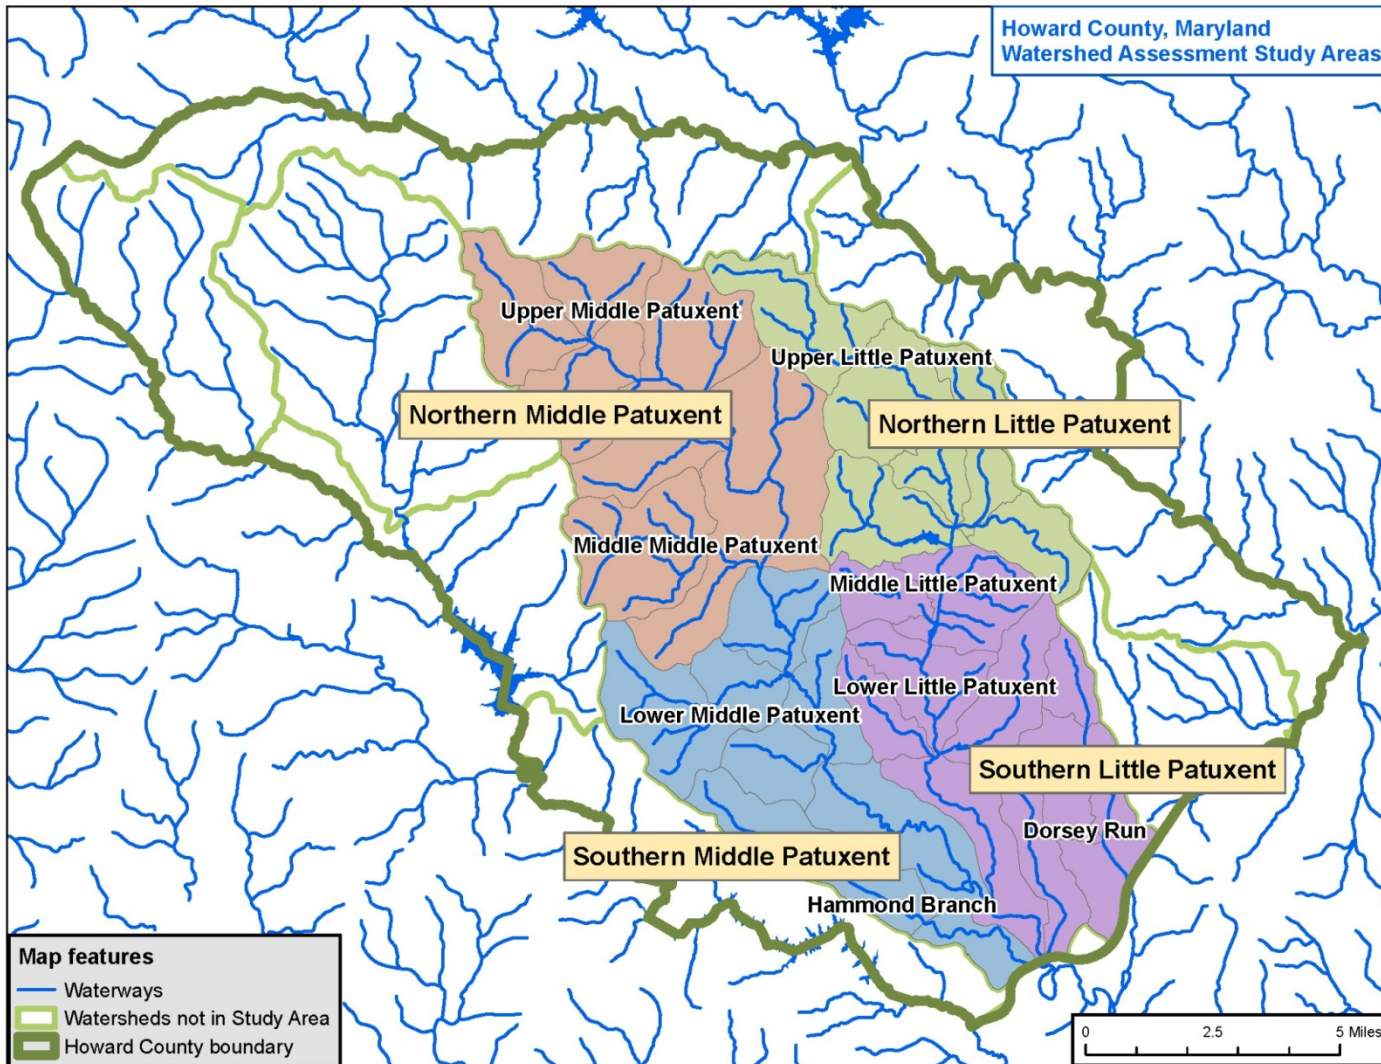 Howard County, Maryland
Watershed Assessment Study Areas
Upper Middle Patuxent
Upper Little Patuxent
Northern Middle Patuxent
Northern Little Patuxent
Middle Middle Patuxent
Middle Little Patuxent
Lower Little Patuxent
Lower Middle Patuxent
Southern Little Patuxent
Dorsey Run
Southern Middle Patuxent
Hammond Branch
Map features
Waterways
Watersheds not in Study Area
Howard County boundary
0 2.5 5 Miles